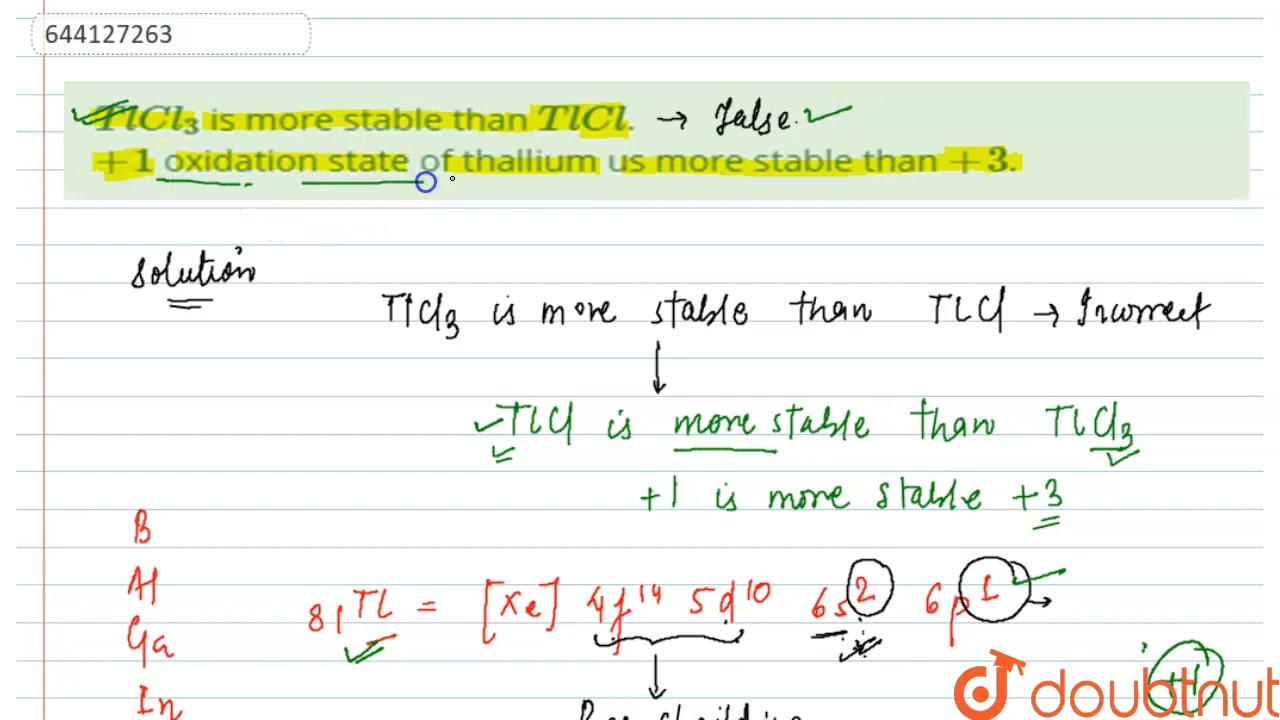 644127263
TlCl₃ is more stable than TlCl. → False.
+1 oxidation state of thallium us more stable than +3.
Solution
TlCl₃ is more stable than TlCl → Incorrect
TlCl is more stable than TlCl₃
+1 is more stable +3
B
Al
Ga
In
₈₁Tl = [Xe] 4f¹⁴ 5d¹⁰ 6s² 6p¹
+1
doubtnut